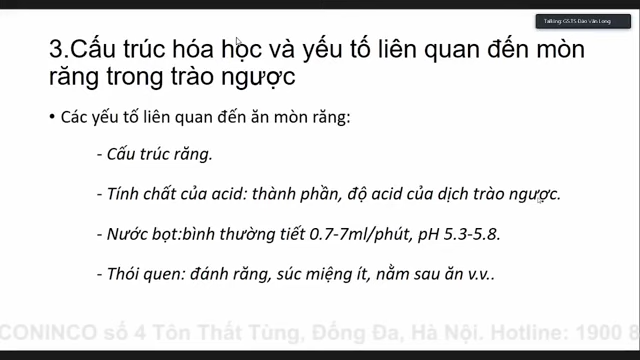 Talking: GS.TS Đào Văn Long
3.Cấu trúc hóa học và yếu tố liên quan đến mòn
răng trong trào ngược
• Các yếu tố liên quan đến ăn mòn răng:
- Cấu trúc răng.
- Tính chất của acid: thành phần, độ acid của dịch trào ngược.
- Nước bọt:bình thường tiết 0.7-7ml/phút, pH 5.3-5.8.
- Thói quen: đánh răng, súc miệng ít, nằm sau ăn v.v..
CONINCO số 4 Tôn Thất Tùng, Đống Đa, Hà Nội. Hotline: 1900 8